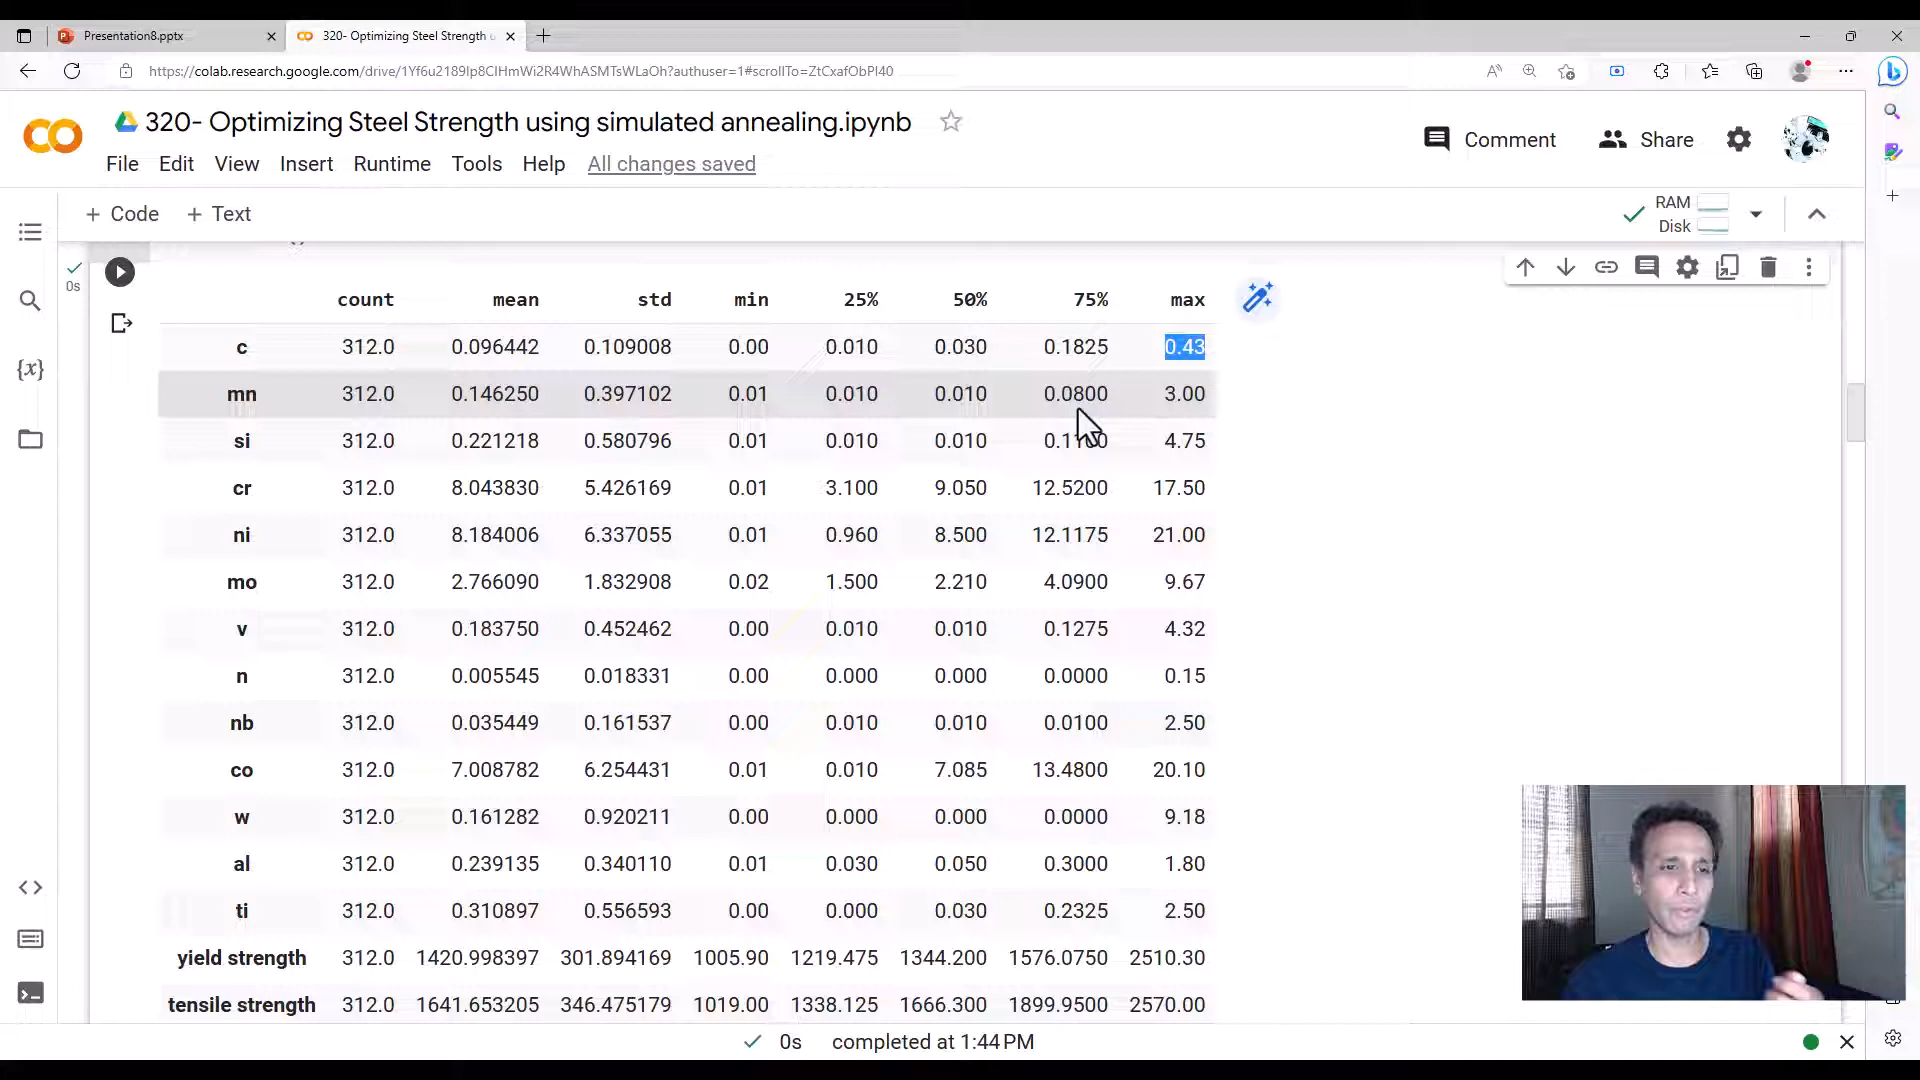 Presentation8.pptx
320- Optimizing Steel Strength u
https://colab.research.google.com/drive/1Yf6u2189Ip8CIHmWi2R4WhASMTsWLaOh?authuser=1#scrollTo=ZtCxafObPI40
320- Optimizing Steel Strength using simulated annealing.ipynb
Comment Share
File Edit View Insert Runtime Tools Help All changes saved
+ Code + Text
RAM
Disk
0s
count mean std min 25% 50% 75% max
c 312.0 0.096442 0.109008 0.00 0.010 0.030 0.1825 0.43
mn 312.0 0.146250 0.397102 0.01 0.010 0.010 0.0800 3.00
si 312.0 0.221218 0.580796 0.01 0.010 0.010 4.75
cr 312.0 8.043830 5.426169 0.01 3.100 9.050 12.5200 17.50
ni 312.0 8.184006 6.337055 0.01 0.960 8.500 12.1175 21.00
mo 312.0 2.766090 1.832908 0.02 1.500 2.210 4.0900 9.67
v 312.0 0.183750 0.452462 0.00 0.010 0.010 0.1275 4.32
n 312.0 0.005545 0.018331 0.00 0.000 0.000 0.0000 0.15
nb 312.0 0.035449 0.161537 0.00 0.010 0.010 0.0100 2.50
co 312.0 7.008782 6.254431 0.01 0.010 7.085 13.4800 20.10
w 312.0 0.161282 0.920211 0.00 0.000 0.000 0.0000 9.18
al 312.0 0.239135 0.340110 0.01 0.030 0.050 0.3000 1.80
ti 312.0 0.310897 0.556593 0.00 0.000 0.030 0.2325 2.50
yield strength 312.0 1420.998397 301.894169 1005.90 1219.475 1344.200 1576.0750 2510.30
tensile strength 312.0 1641.653205 346.475179 1019.00 1338.125 1666.300 1899.9500 2570.00
0s completed at 1:44 PM